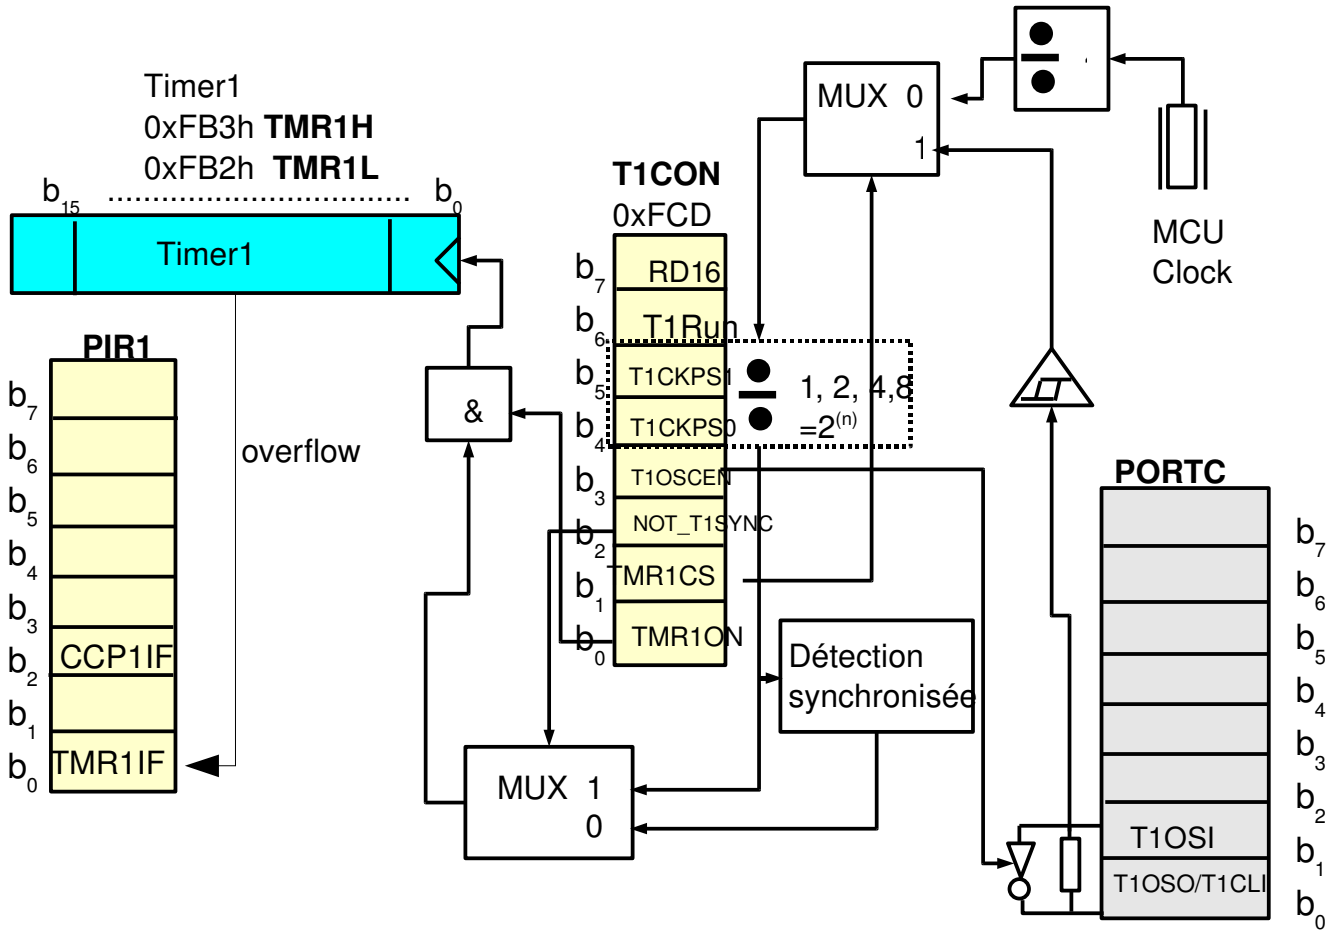 Timer1
0xFB3h TMR1H
0xFB2h TMR1L
b15 b0
Timer1
PIR1
b7
b6
b5
b4
b3
CCP1IF
b2
b1
TMR1IF
b0
overflow
&
T1CON
0xFCD
b7 RD16
b6 T1Run
b5 T1CKPS1
b4 T1CKPS0
1, 2, 4,8
=2(n)
b3 T1OSCEN
b2 NOT_T1SYNC
b1 TMR1CS
b0 TMR1ON
Détection
synchronisée
MUX 1
0
MUX 0
1
MCU
Clock
PORTC
b7
b6
b5
b4
b3
b2
T1OSI
b1
T1OSO/T1CLI
b0